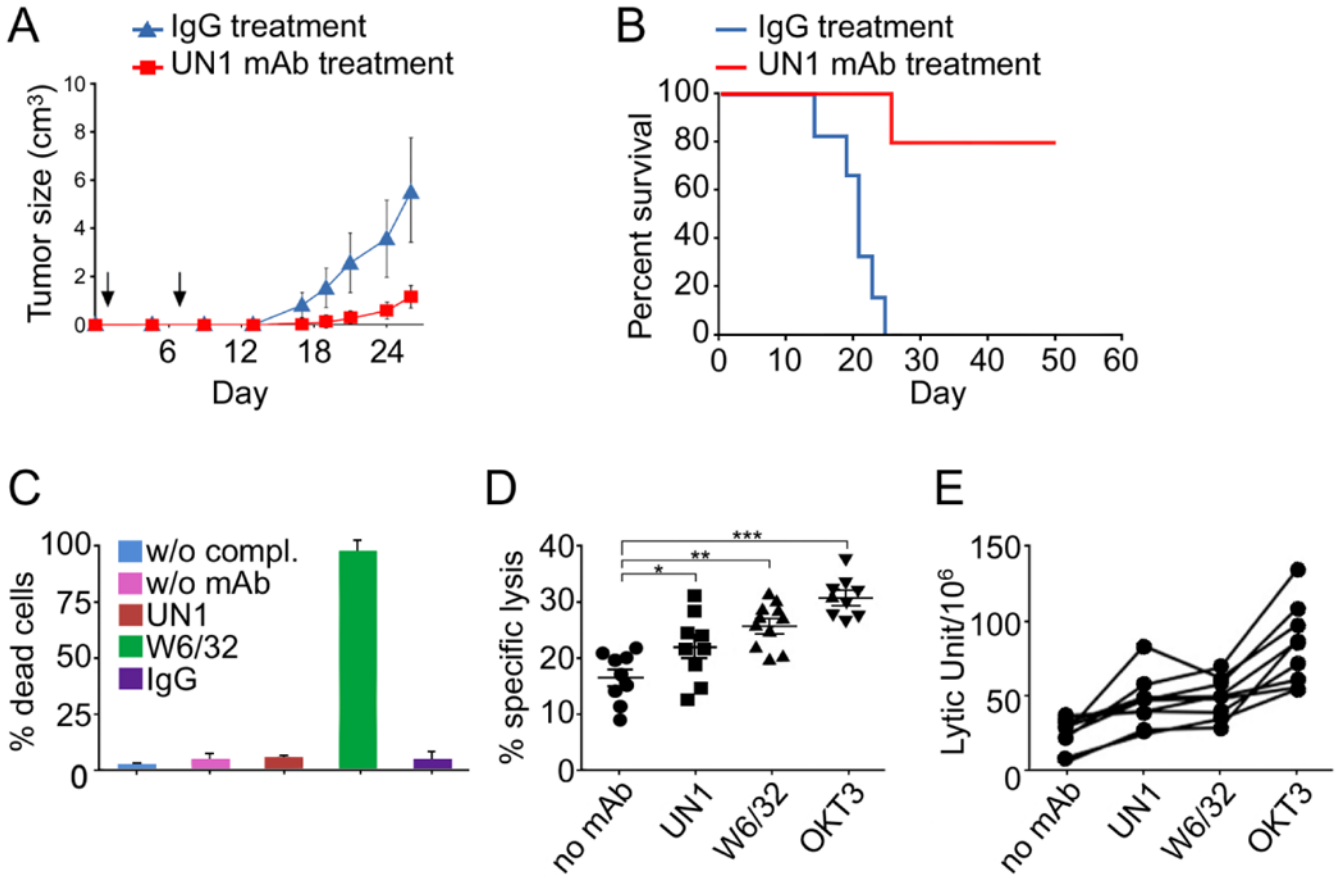 A
IgG treatment
UN1 mAb treatment
Tumor size (cm³)
10
8
6
4
2
0
6 12 18 24
Day
B
IgG treatment
UN1 mAb treatment
Percent survival
100
80
60
40
20
0
0 10 20 30 40 50 60
Day
C
% dead cells
100
75
50
25
0
w/o compl.
w/o mAb
UN1
W6/32
IgG
D
% specific lysis
40
30
20
10
0
***
**
*
no mAb UN1 W6/32 OKT3
E
Lytic Unit/10⁶
150
100
50
0
no mAb UN1 W6/32 OKT3